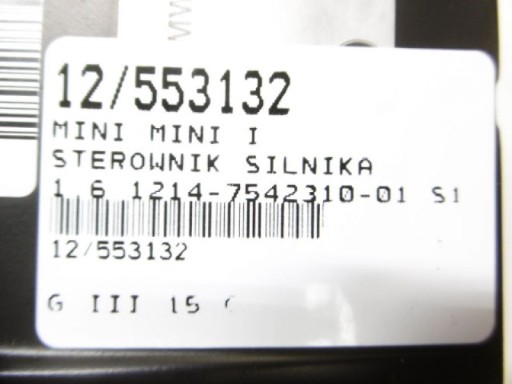 12/553132
MINI MINI I
STEROWNIK SILNIKA
1 6 1214-7542310-01 S1
12/553132
G III 15